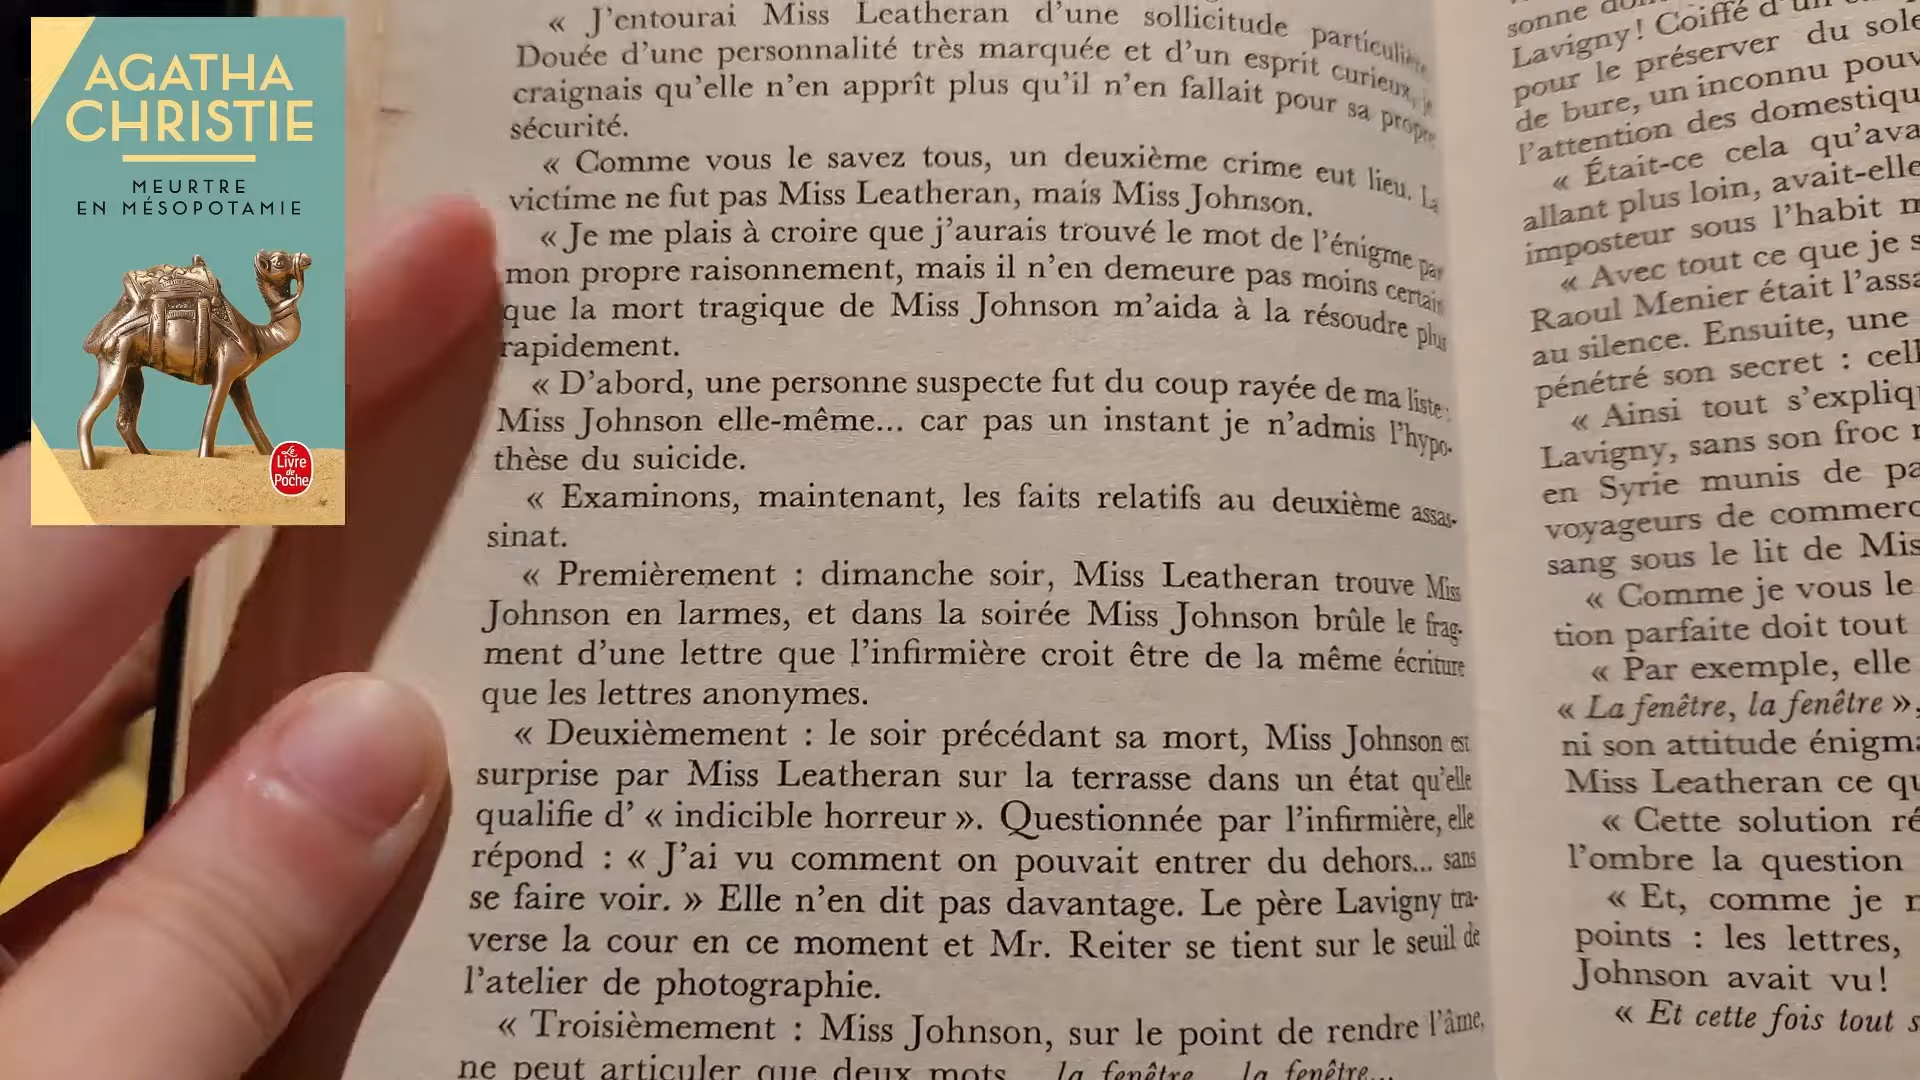 AGATHA
CHRISTIE
MEURTRE
EN MÉSOPOTAMIE
Le
Livre
de
Poche
« J'entourai Miss Leatheran d'une sollicitude particulière.
Douée d'une personnalité très marquée et d'un esprit curieux, je
craignais qu'elle n'en apprît plus qu'il n'en fallait pour sa propre
sécurité.
« Comme vous le savez tous, un deuxième crime eut lieu. La
victime ne fut pas Miss Leatheran, mais Miss Johnson.
« Je me plais à croire que j'aurais trouvé le mot de l'énigme par
mon propre raisonnement, mais il n'en demeure pas moins certain
que la mort tragique de Miss Johnson m'aida à la résoudre plus
rapidement.
« D'abord, une personne suspecte fut du coup rayée de ma liste :
Miss Johnson elle-même... car pas un instant je n'admis l'hypo-
thèse du suicide.
« Examinons, maintenant, les faits relatifs au deuxième assas-
sinat.
« Premièrement : dimanche soir, Miss Leatheran trouve Miss
Johnson en larmes, et dans la soirée Miss Johnson brûle le frag-
ment d'une lettre que l'infirmière croit être de la même écriture
que les lettres anonymes.
« Deuxièmement : le soir précédant sa mort, Miss Johnson est
surprise par Miss Leatheran sur la terrasse dans un état qu'elle
qualifie d' « indicible horreur ». Questionnée par l'infirmière, elle
répond : « J'ai vu comment on pouvait entrer du dehors... sans
se faire voir. » Elle n'en dit pas davantage. Le père Lavigny tra-
verse la cour en ce moment et Mr. Reiter se tient sur le seuil de
l'atelier de photographie.
« Troisièmement : Miss Johnson, sur le point de rendre l'âme,
ne peut articuler que deux mots... la fenêtre... la fenêtre...
sonne
Lavigny ! Coiffé d'un
pour le préserver du sole
de bure, un inconnu pouv
l'attention des domestiqu
« Était-ce cela qu'ava
allant plus loin, avait-elle
imposteur sous l'habit m
« Avec tout ce que je s
Raoul Menier était l'assa
au silence. Ensuite, une
pénétré son secret : cell
« Ainsi tout s'expliq
Lavigny, sans son froc
en Syrie munis de pa
voyageurs de commerc
sang sous le lit de Mis
« Comme je vous le
tion parfaite doit tout
« Par exemple, elle
« La fenêtre, la fenêtre »,
ni son attitude énigma
Miss Leatheran ce qu
« Cette solution ré
l'ombre la question
« Et, comme je
points : les lettres,
Johnson avait vu !
« Et cette fois tout s